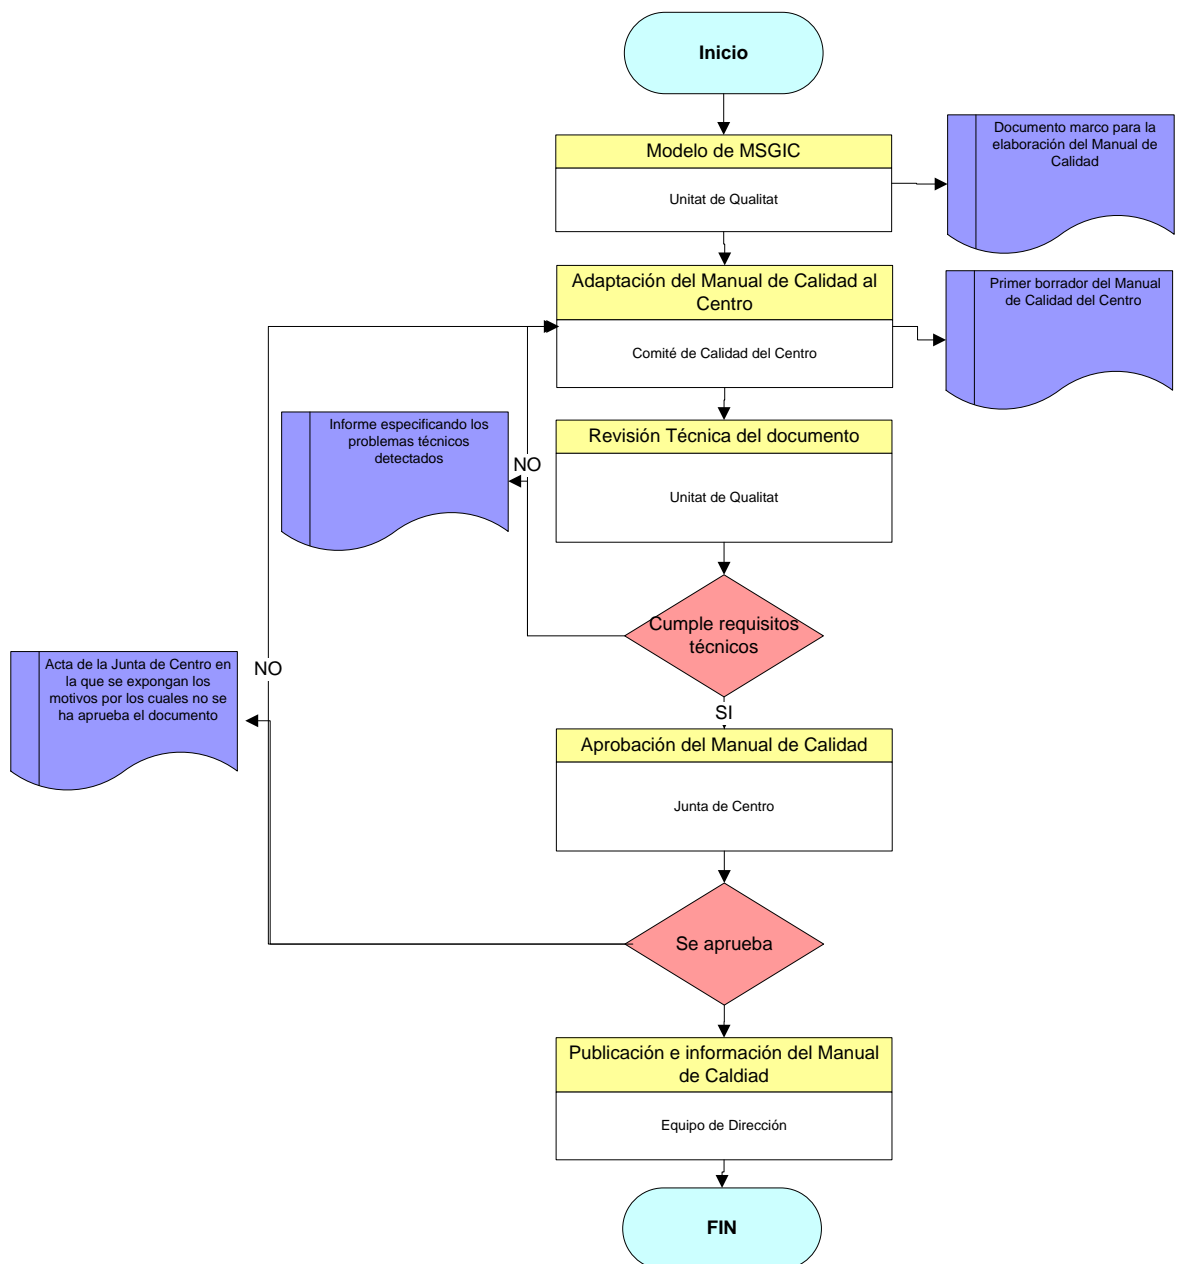 Inicio
Modelo de MSGIC
Unitat de Qualitat
Documento marco para la
elaboración del Manual de
Calidad
Adaptación del Manual de Calidad al
Centro
Comité de Calidad del Centro
Primer borrador del Manual
de Calidad del Centro
Informe especificando los
problemas técnicos
detectados
NO
Revisión Técnica del documento
Unitat de Qualitat
Cumple requisitos
técnicos
Acta de la Junta de Centro en
la que se expongan los
motivos por los cuales no se
ha aprueba el documento
NO
SI
Aprobación del Manual de Calidad
Junta de Centro
Se aprueba
Publicación e información del Manual
de Caldiad
Equipo de Dirección
FIN